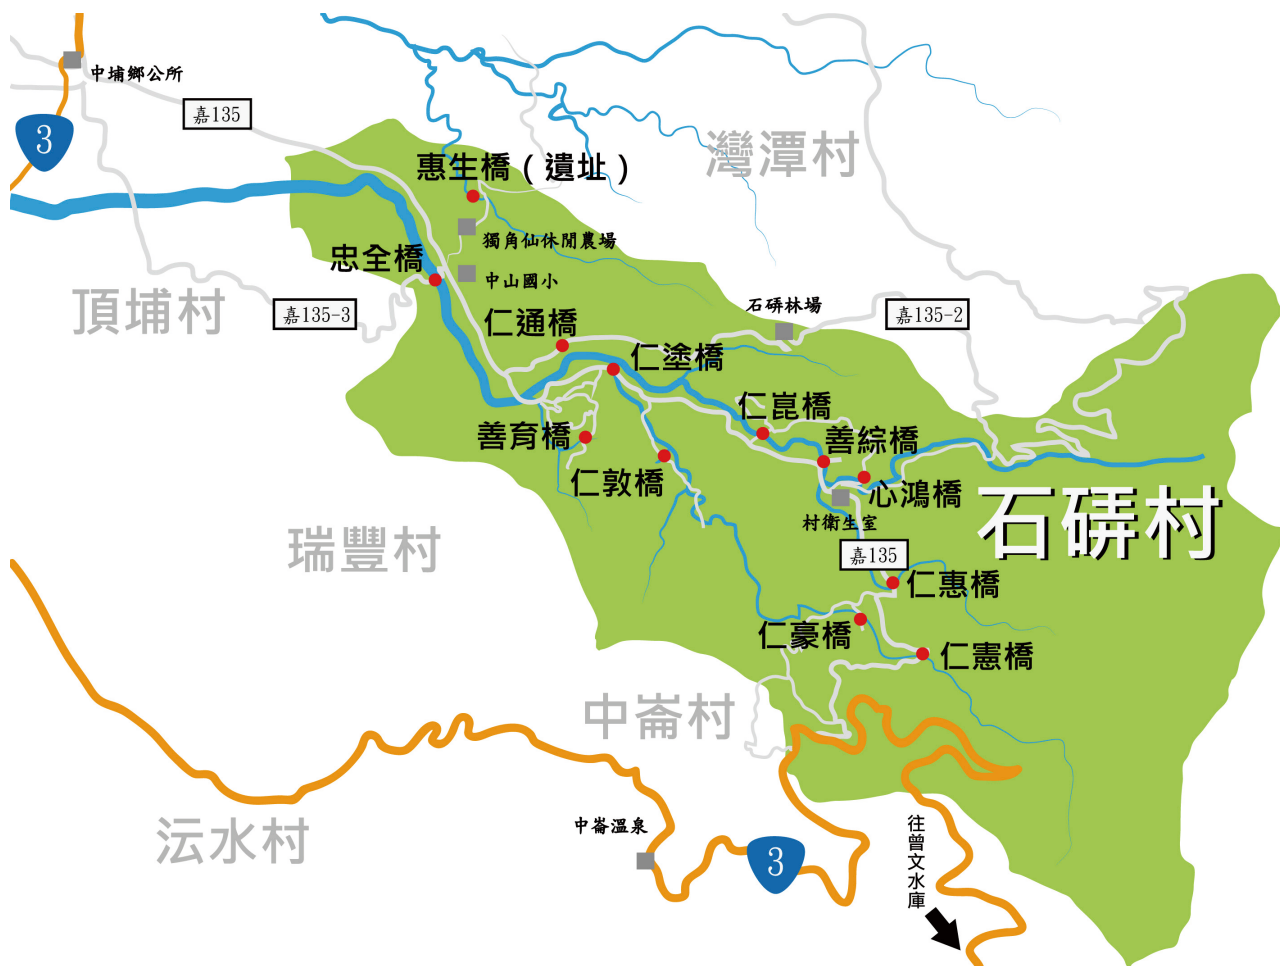 中埔鄉公所
嘉135
3
灣潭村
惠生橋（遺址）
獨角仙休閒農場
忠全橋
中山國小
頂埔村
嘉135-3
石硦林場
嘉135-2
仁通橋
仁塗橋
仁崑橋
善育橋
善綜橋
仁敦橋
心鴻橋
村衛生室
石硦村
瑞豐村
嘉135
仁惠橋
仁豪橋
仁憲橋
中崙村
沄水村
中崙溫泉
3
往曾文水庫